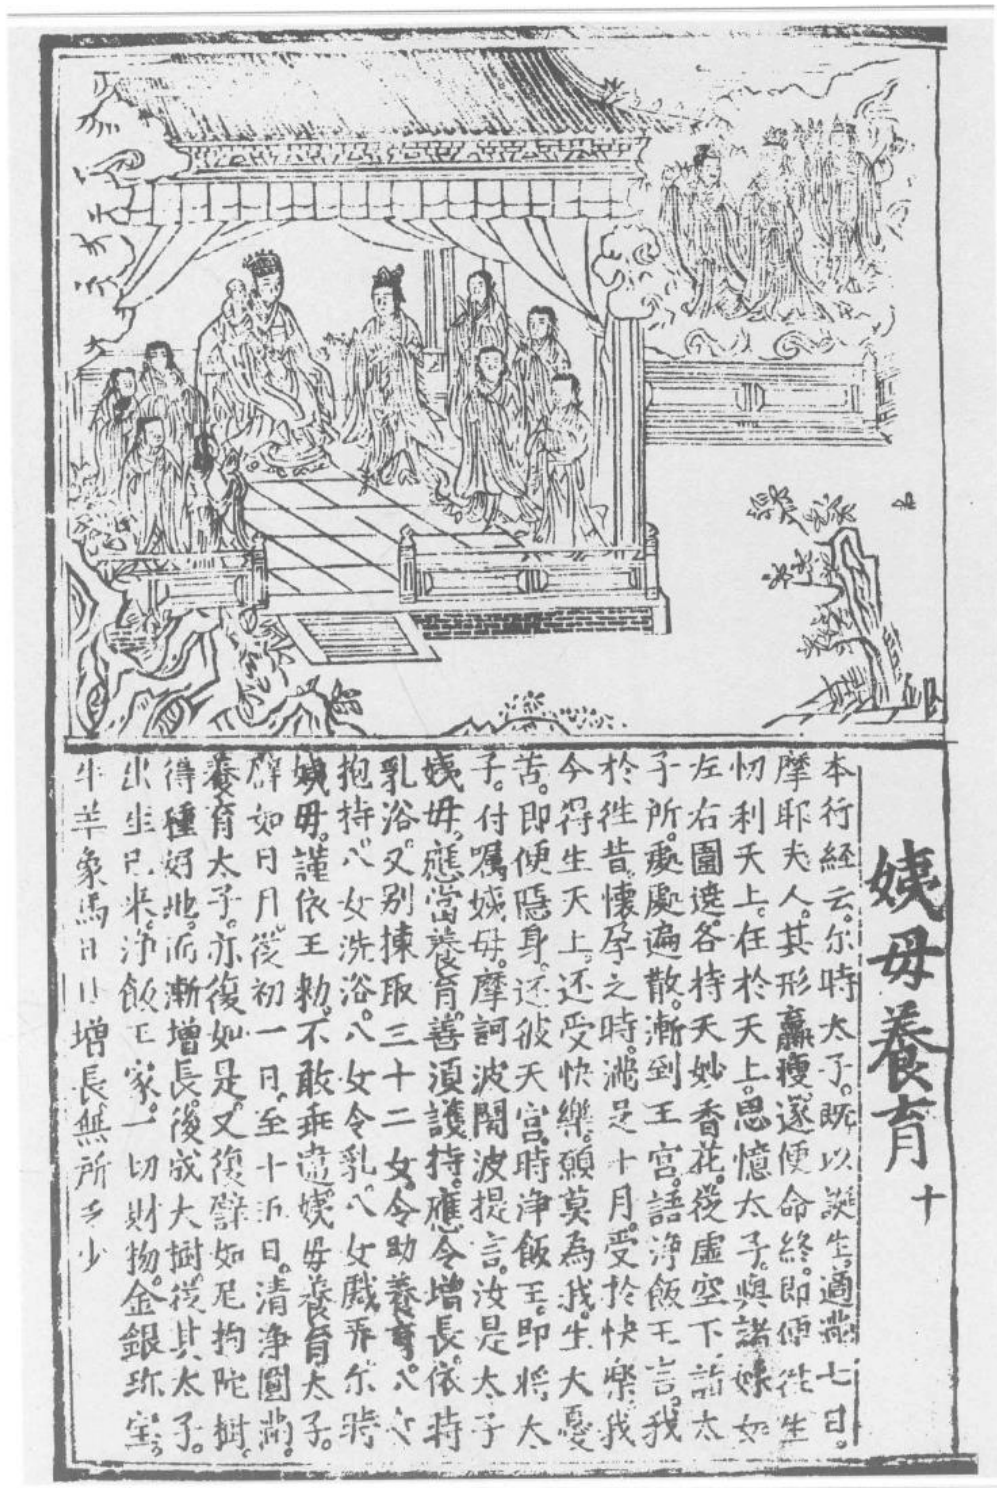 姨母養育 十
本行経云。尓時太子。既以誕生。適滿七日。
摩耶夫人。其形羸瘦。遂便命終。即便徃生
忉利天上。在於天上。思憶太子。與諸婇女
左右圍遶。各持天妙香花。從虛空下。詣太
子所。處處遍散。漸到王宮。語淨飯王言。我
於徃昔。懷孕之時。滿足十月。受於快樂。我
今得生天上。还受快樂。願莫為我。生大憂
苦。即便隱身。还彼天宮。時淨飯王。即將太
子。付囑姨母。摩訶波闍波提言。汝是太子
姨母。應當養育。善須護持。應令增長。依時
乳浴。又別揀取三十二女。令助養育。八女
抱持。八女洗浴。八女令乳。八女戲弄尓時
姨母。謹依王勑。不敢乖違姨母養育太子。
辟如日月。從初一日。至十五日。清淨圓滿。
養育太子。亦復如是。又復譬如尼拘陀樹。
得種好地。而漸增長。後成大樹。從其太子。
出生已来。淨飯王家。一切財物。金銀珎宝。
牛羊象馬日日增長無所乏少